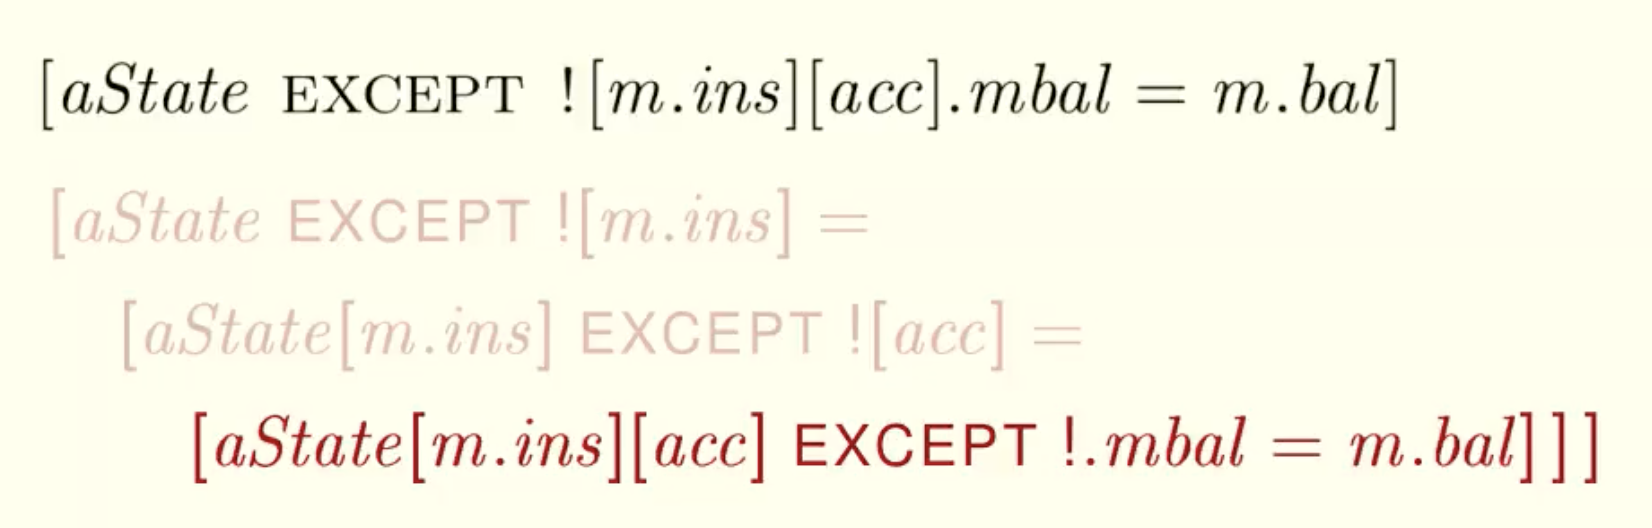 [aState EXCEPT ![m.ins][acc].mbal = m.bal]
[aState EXCEPT ![m.ins] =
[aState[m.ins] EXCEPT ![acc] =
[aState[m.ins][acc] EXCEPT !.mbal = m.bal]]]